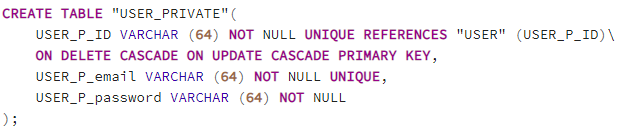 CREATE TABLE "USER_PRIVATE"(
USER_P_ID VARCHAR (64) NOT NULL UNIQUE REFERENCES "USER" (USER_P_ID)\
ON DELETE CASCADE ON UPDATE CASCADE PRIMARY KEY,
USER_P_email VARCHAR (64) NOT NULL UNIQUE,
USER_P_password VARCHAR (64) NOT NULL
);